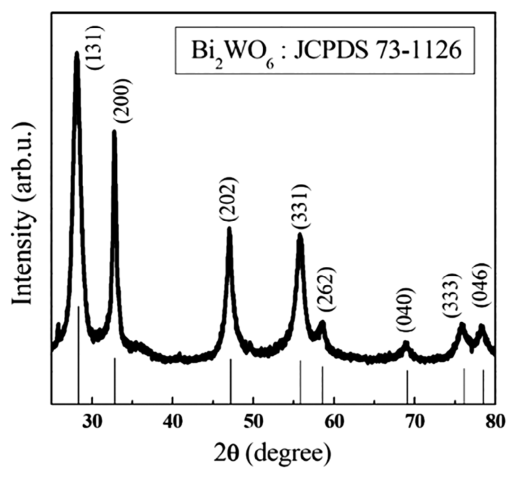 Bi₂WO₆ : JCPDS 73-1126
(131)
(200)
(202)
(331)
(262)
(040)
(333)
(046)
Intensity (arb.u.)
30 40 50 60 70 80
2θ (degree)